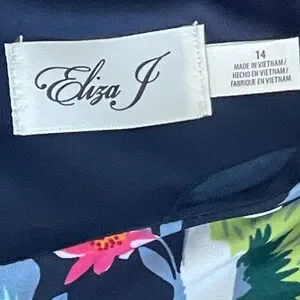 Eliza J
14
MADE IN VIETNAM/
HECHO EN VIETNAM/
FABRIQUÉ EN VIETNAM